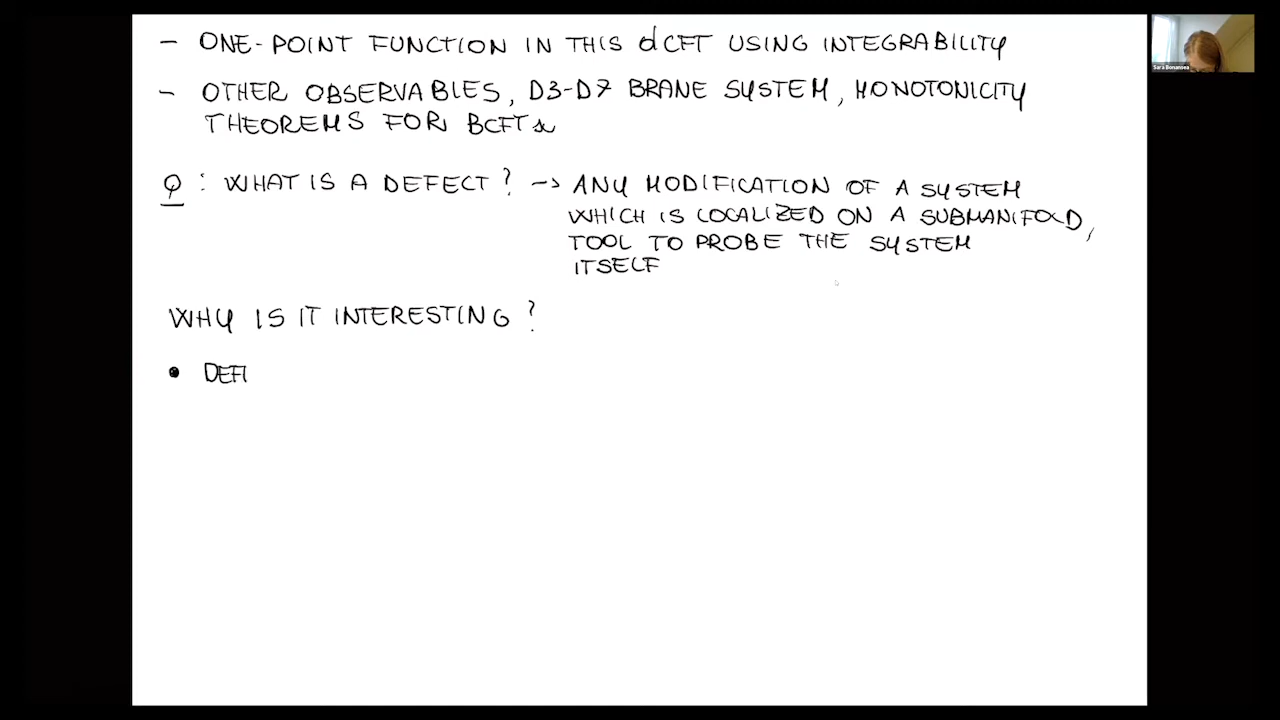 - ONE-POINT FUNCTION IN THIS dCFT USING INTEGRABILITY
- OTHER OBSERVABLES, D3-D7 BRANE SYSTEM, MONOTONICITY
THEOREMS FOR BCFTs
Q: WHAT IS A DEFECT? -> ANY MODIFICATION OF A SYSTEM
WHICH IS LOCALIZED ON A SUBMANIFOLD,
TOOL TO PROBE THE SYSTEM
ITSELF
WHY IS IT INTERESTING?
• DEFI
Sara Bonansea